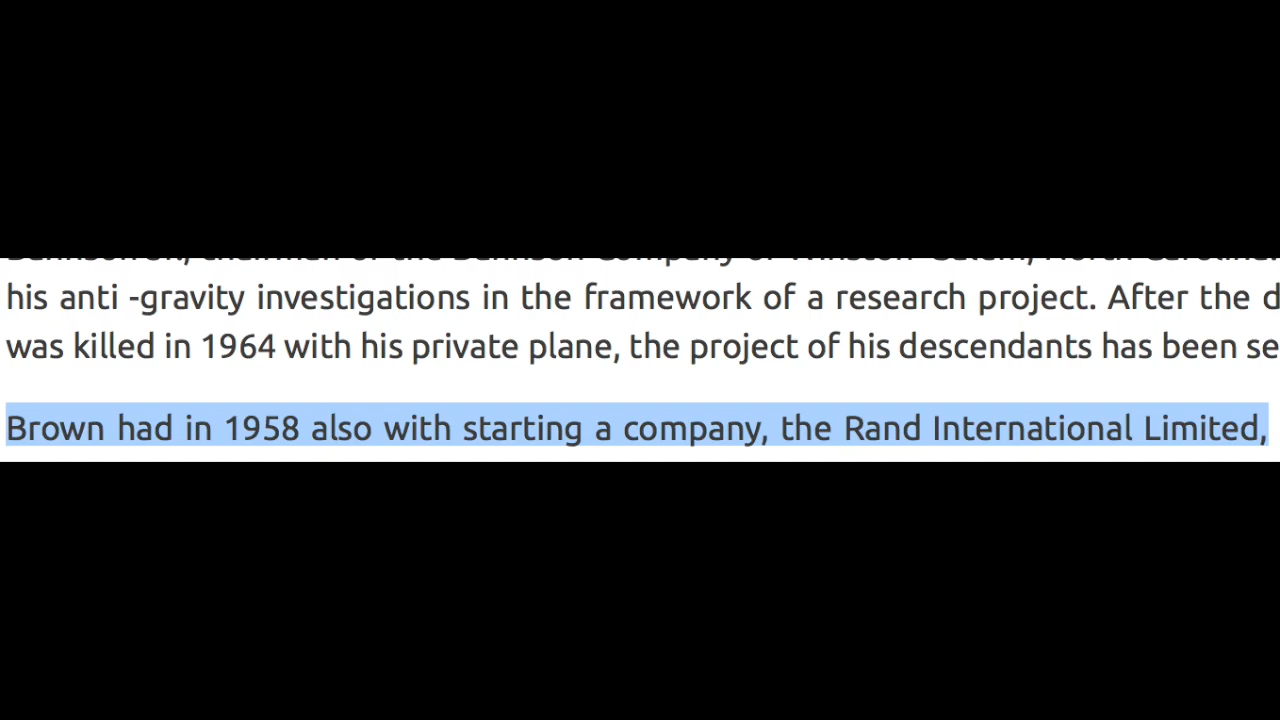 his anti -gravity investigations in the framework of a research project. After the d
was killed in 1964 with his private plane, the project of his descendants has been se
Brown had in 1958 also with starting a company, the Rand International Limited,